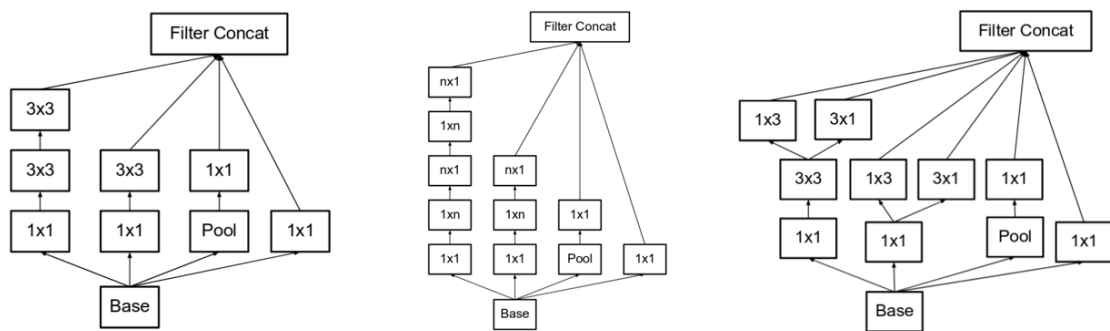 Filter Concat
3x3
3x3
3x3
1x1
1x1
1x1
Pool
1x1
Base
Filter Concat
nx1
1xn
nx1
nx1
1xn
1xn
1x1
1x1
1x1
Pool
1x1
Base
Filter Concat
1x3
3x1
3x3
1x3
3x1
1x1
1x1
1x1
Pool
1x1
Base